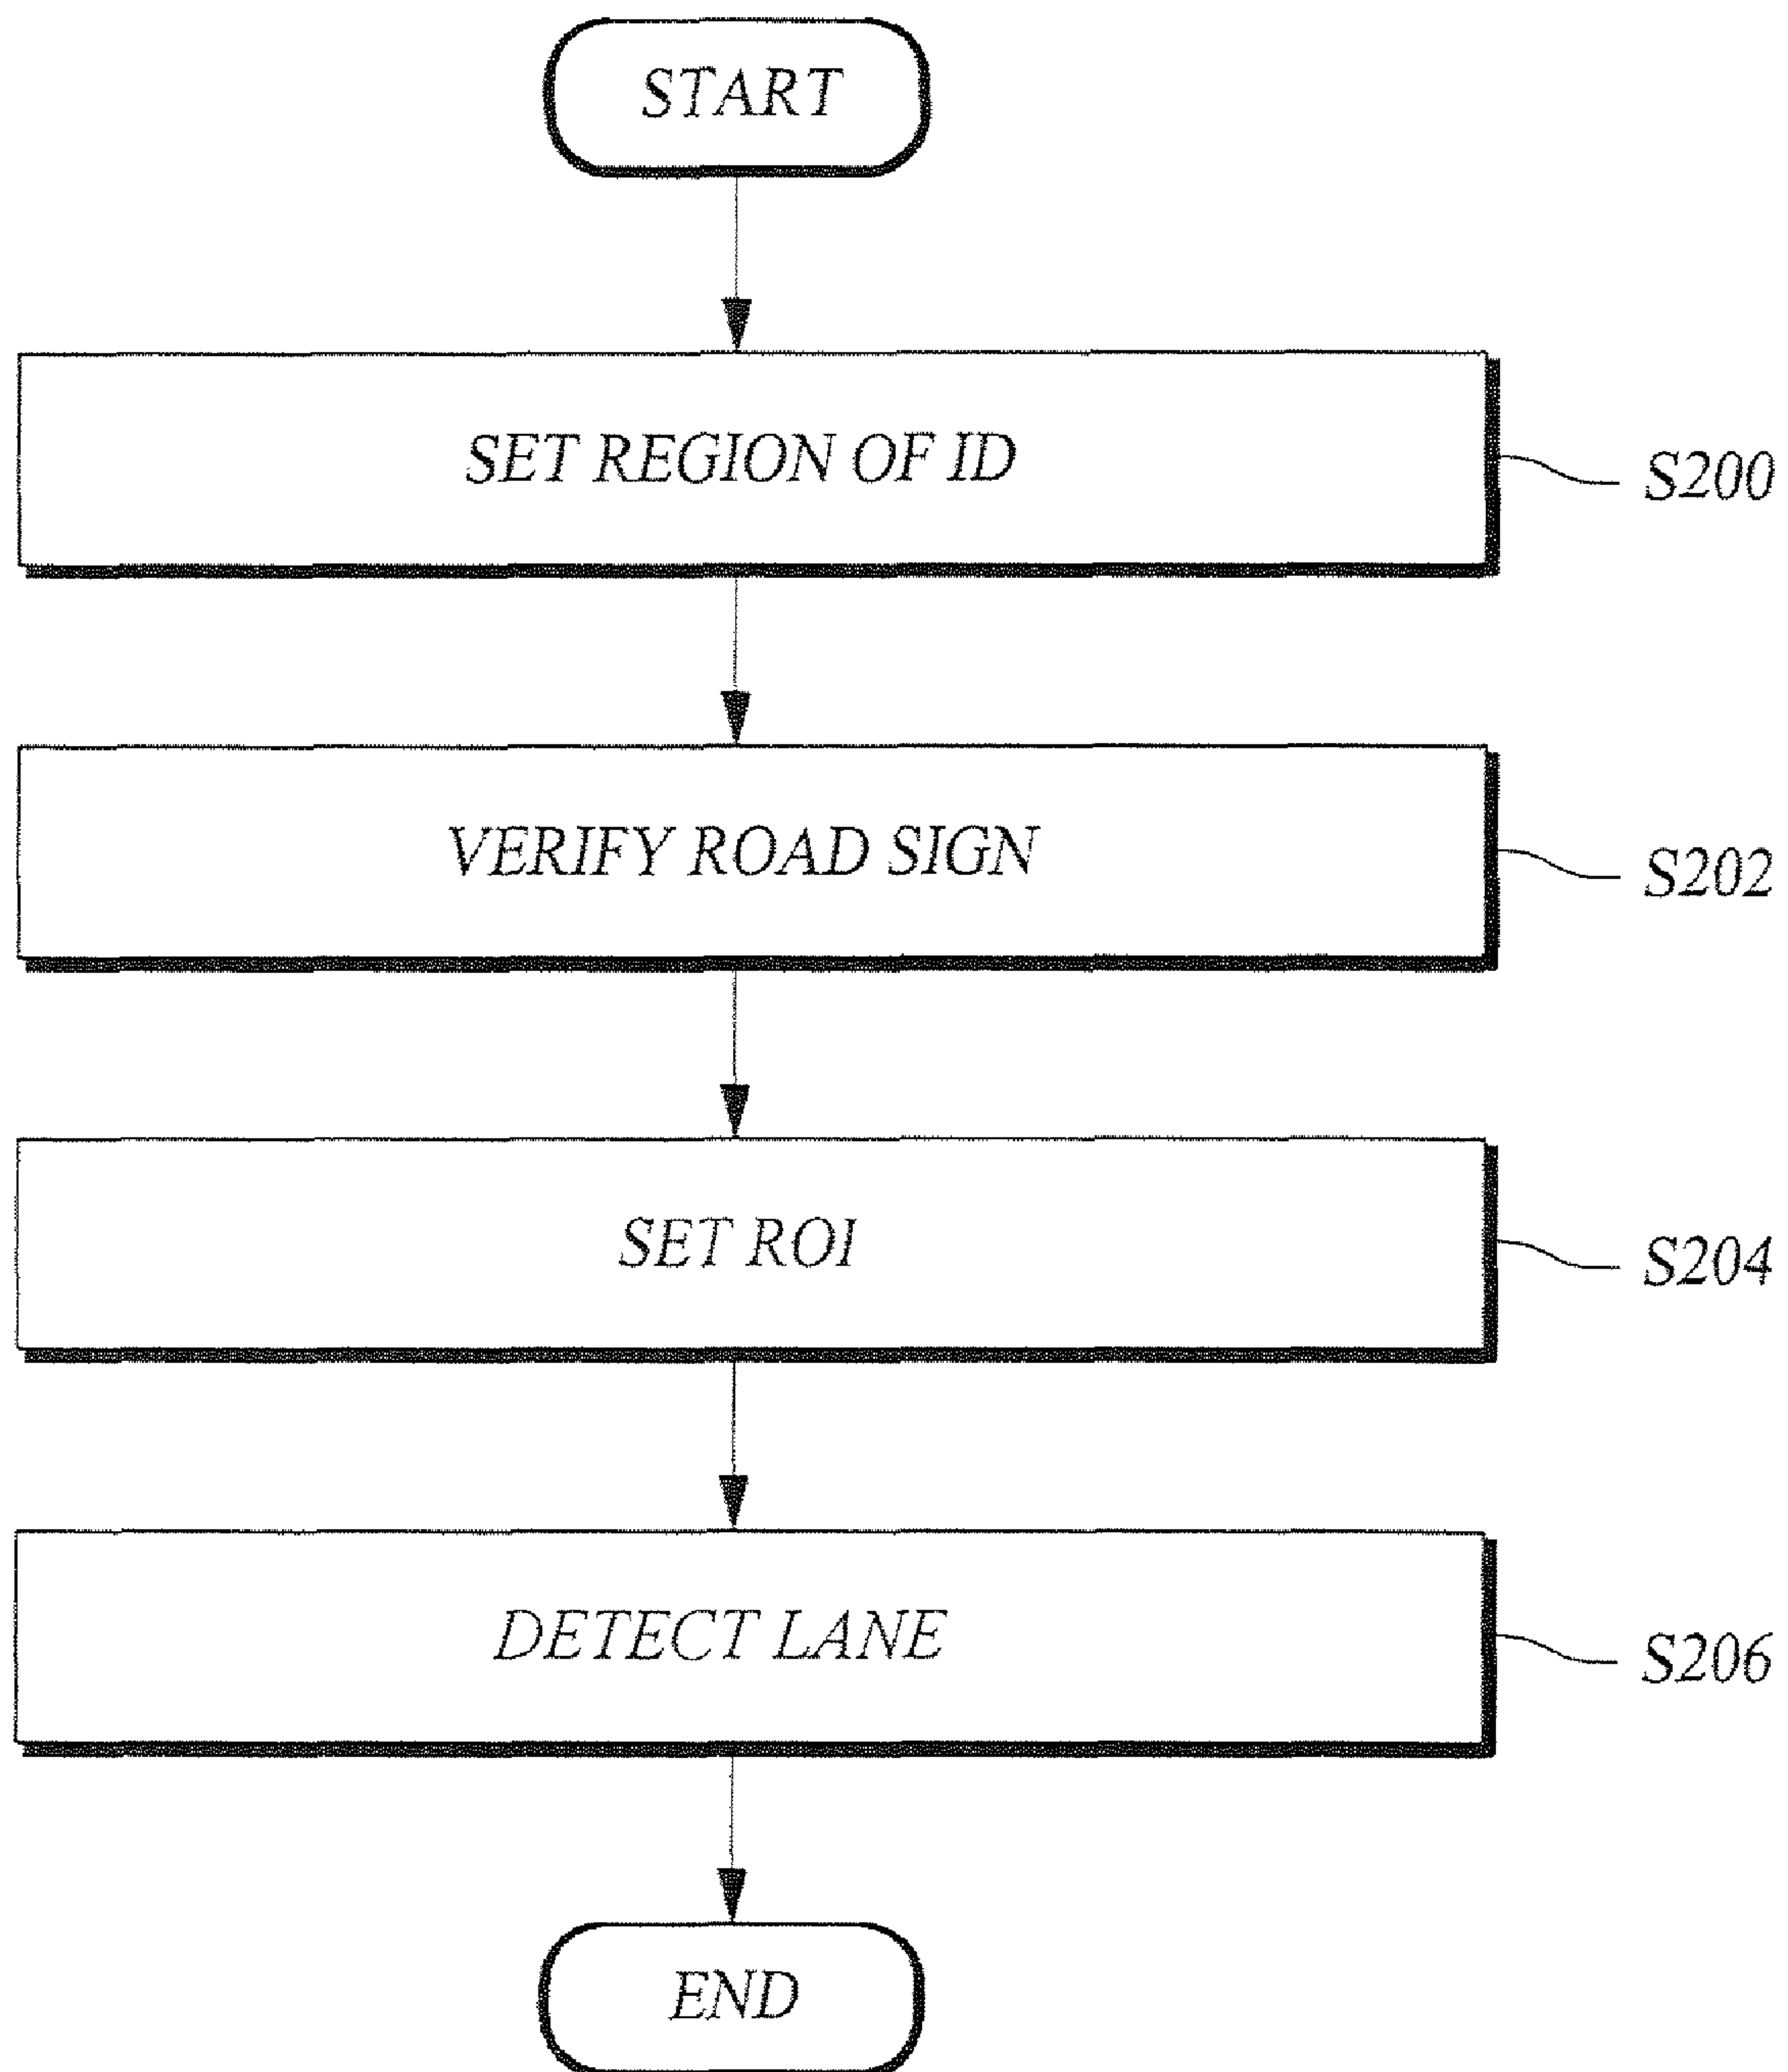 START
SET REGION OF ID
S200
VERIFY ROAD SIGN
S202
SET ROI
S204
DETECT LANE
S206
END